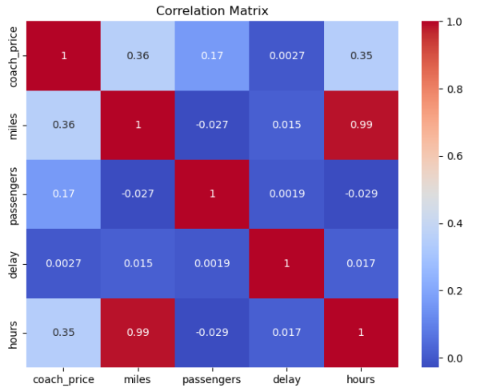 Correlation Matrix
coach_price 1 0.36 0.17 0.0027 0.35
miles 0.36 1 -0.027 0.015 0.99
passengers 0.17 -0.027 1 0.0019 -0.029
delay 0.0027 0.015 0.0019 1 0.017
hours 0.35 0.99 -0.029 0.017 1
coach_price miles passengers delay hours
1.0
0.8
0.6
0.4
0.2
0.0